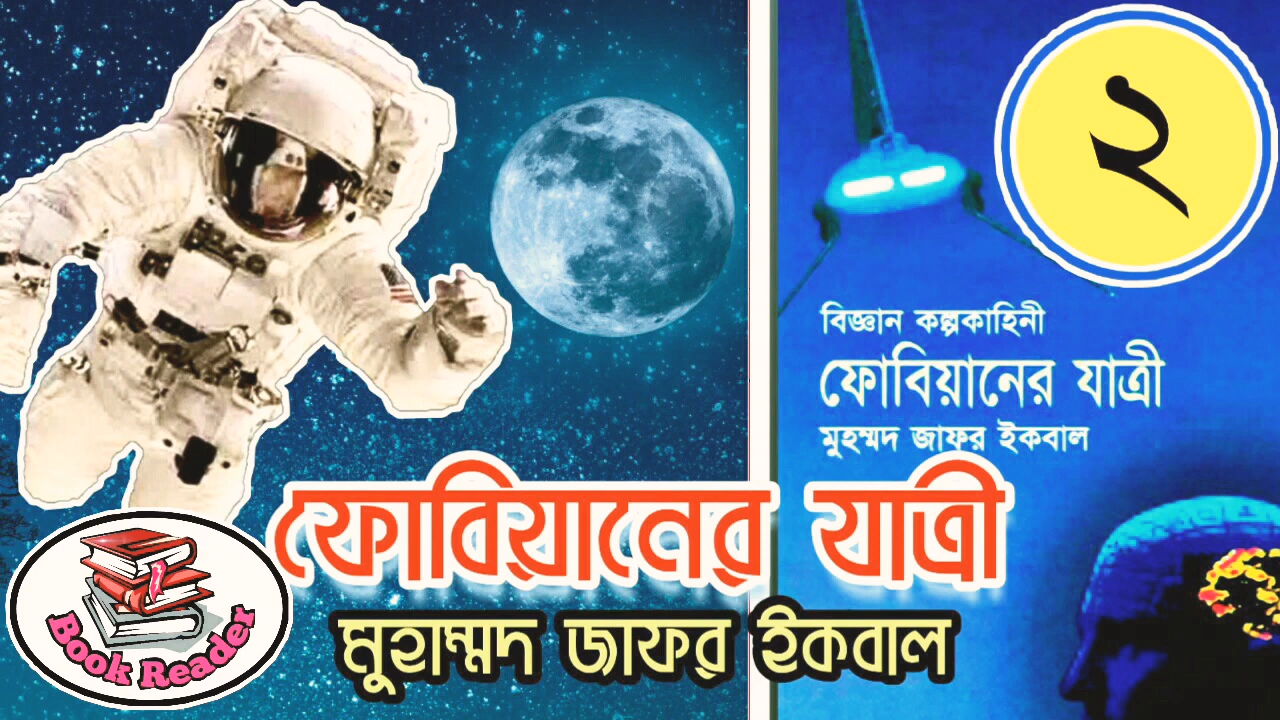 ২
বিজ্ঞান কল্পকাহিনী
ফোবিয়ানের যাত্রী
মুহম্মদ জাফর ইকবাল
ফোবিয়ানের যাত্রী
মুহাম্মদ জাফর ইকবাল
Book Reader